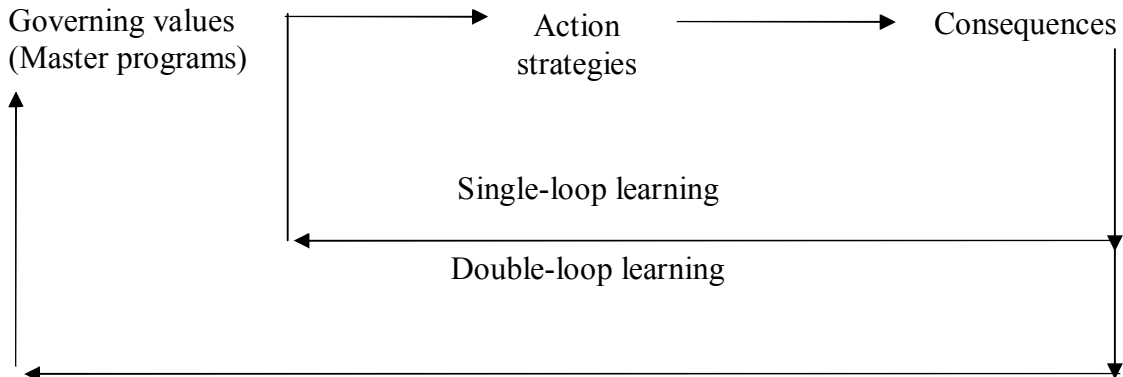 Governing values
(Master programs)
Action
strategies
Consequences
Single-loop learning
Double-loop learning